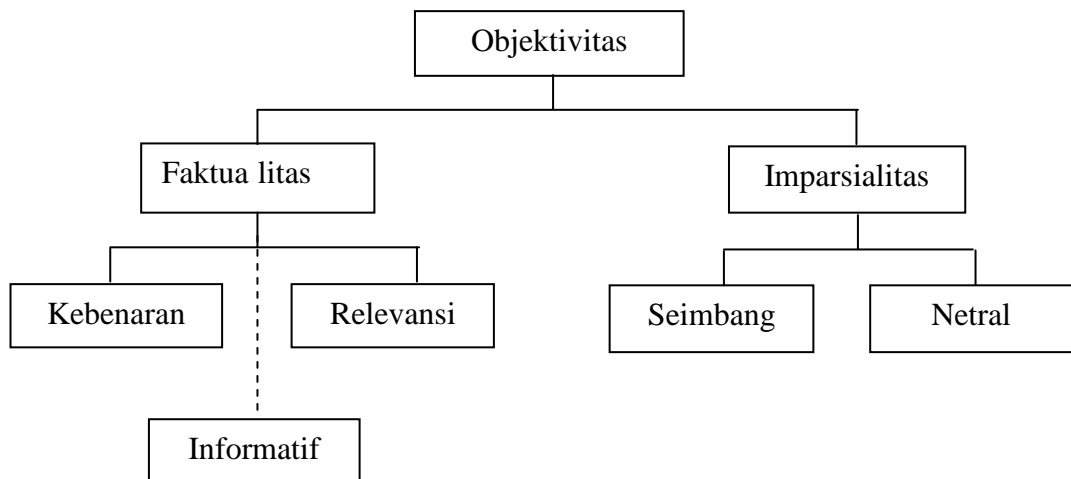 Objektivitas
Faktua litas
Imparsialitas
Kebenaran
Relevansi
Seimbang
Netral
Informatif